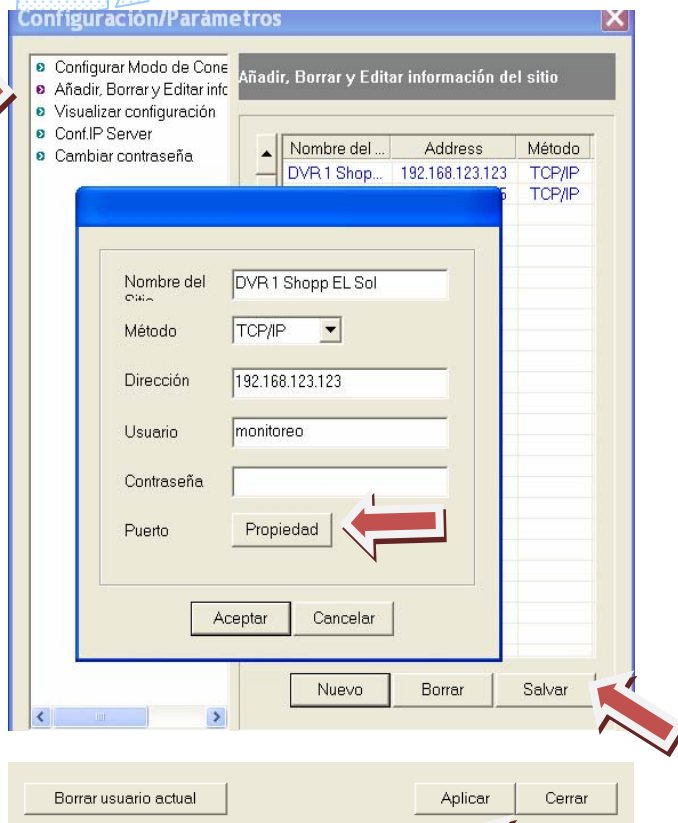 Configuración/Parámetros
Configurar Modo de Cone
Añadir, Borrar y Editar infc
Visualizar configuración
Conf.IP Server
Cambiar contraseña
Añadir, Borrar y Editar información del sitio
Nombre del ... Address Método
DVR 1 Shop... 192.168.123.123 TCP/IP
5 TCP/IP
Nombre del DVR 1 Shopp EL Sol
Sitio
Método TCP/IP
Dirección 192.168.123.123
Usuario monitoreo
Contraseña
Puerto Propiedad
Aceptar Cancelar
Nuevo Borrar Salvar
Borrar usuario actual Aplicar Cerrar